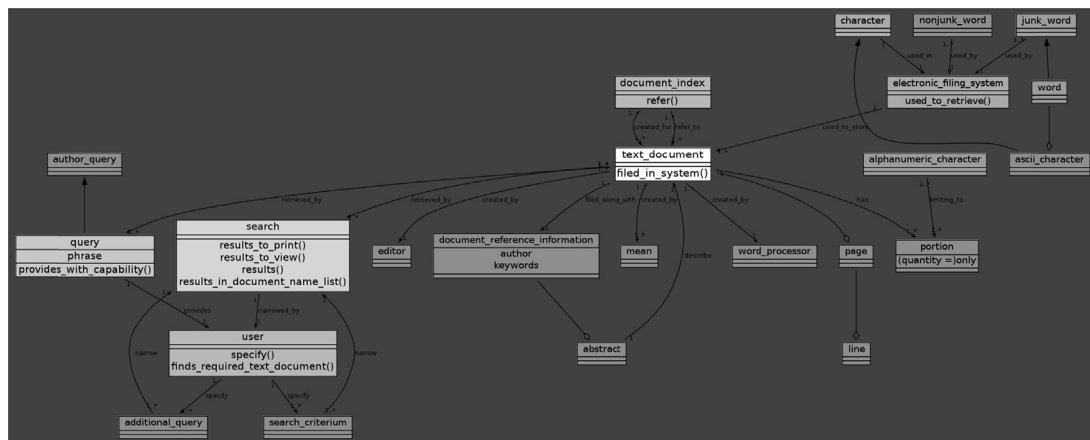 character
nonjunk_word
junk_word
used_in
used_by
used_by
document_index
refer()
electronic_filing_system
used_to_retrieve()
word
created_for
refer_to
used_to_store
text_document
filed_in_system()
author_query
alphanumeric_character
ascii_character
retrieved_by
retrieved_by
created_by
filed_along_with
created_by
created_by
has
limiting_to
query
phrase
provides_with_capability()
search
results_to_print()
results_to_view()
results()
results_in_document_name_list()
editor
document_reference_information
author
keywords
mean
word_processor
page
portion
(quantity =)only
describe
provides
narrowed_by
user
specify()
finds_required_text_document()
abstract
line
narrow
narrow
specify
specify
additional_query
search_criterium